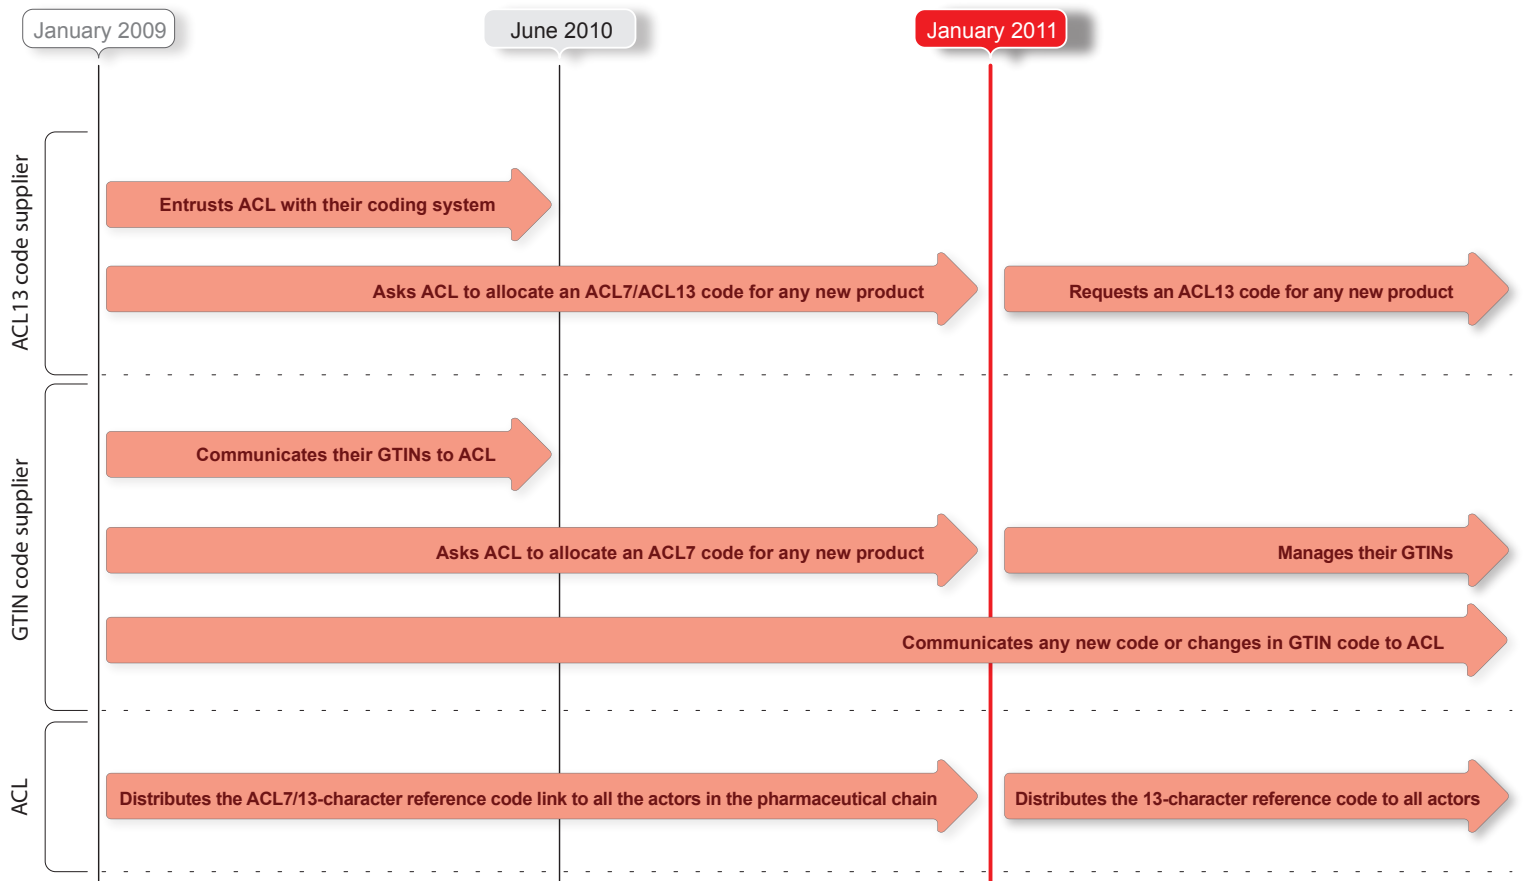 January 2009
June 2010
January 2011
ACL13 code supplier
Entrusts ACL with their coding system
Asks ACL to allocate an ACL7/ACL13 code for any new product
Requests an ACL13 code for any new product
GTIN code supplier
Communicates their GTINs to ACL
Asks ACL to allocate an ACL7 code for any new product
Manages their GTINs
Communicates any new code or changes in GTIN code to ACL
ACL
Distributes the ACL7/13-character reference code link to all the actors in the pharmaceutical chain
Distributes the 13-character reference code to all actors